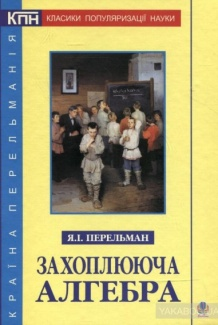 КПН
КЛАСИКИ ПОПУЛЯРИЗАЦІЇ НАУКИ
КРАЇНА ПЕРЕЛЬМАНІЯ
Я.І. ПЕРЕЛЬМАН
ЗАХОПЛЮЮЧА
АЛГЕБРА